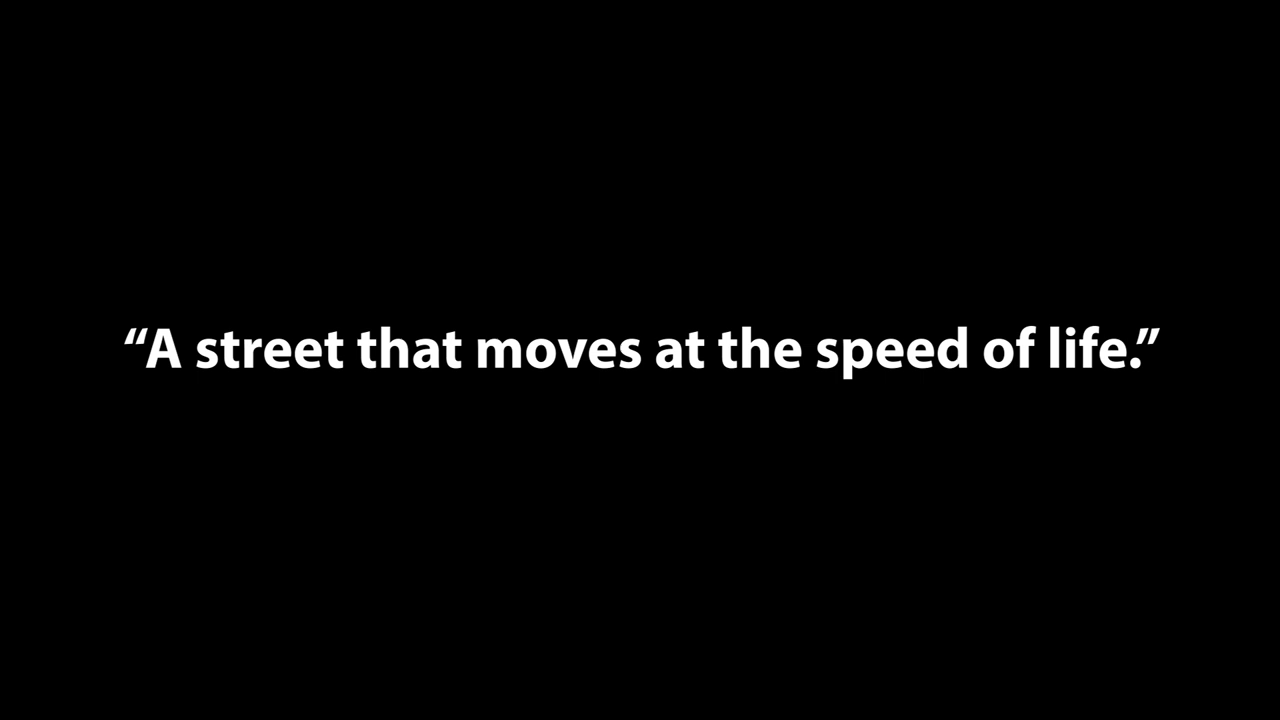 “A street that moves at the speed of life.”